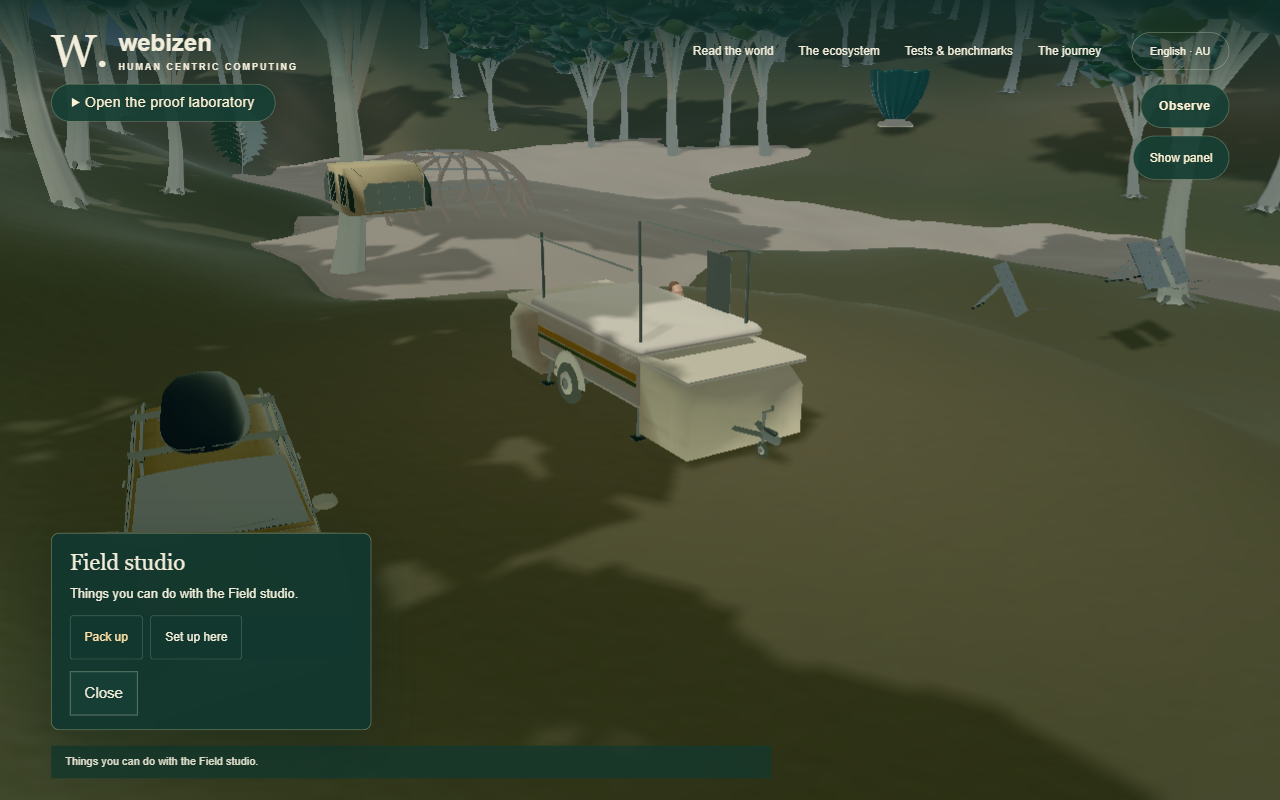 W. webizen
HUMAN CENTRIC COMPUTING
Read the world
The ecosystem
Tests & benchmarks
The journey
English · AU
Open the proof laboratory
Observe
Show panel
Field studio
Things you can do with the Field studio.
Pack up
Set up here
Close
Things you can do with the Field studio.